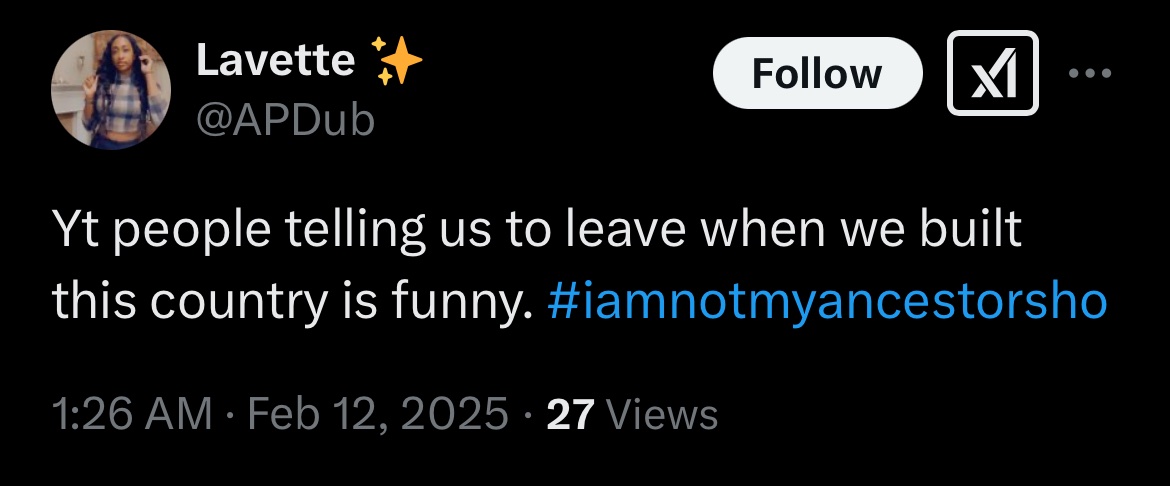 Lavette ✨
@APDub
Follow
Yt people telling us to leave when we built
this country is funny. #iamnotmyancestorsho
1:26 AM · Feb 12, 2025 · 27 Views